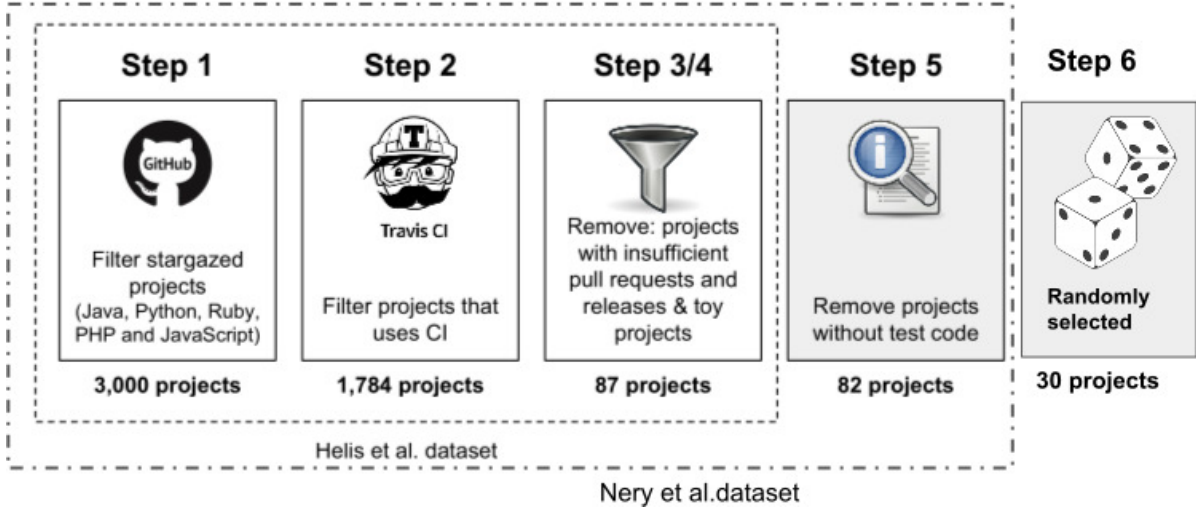 Step 1
GitHub
Filter stargazed
projects
(Java, Python, Ruby,
PHP and JavaScript)
3,000 projects
Step 2
T
Travis CI
Filter projects that
uses CI
1,784 projects
Step 3/4
Remove: projects
with insufficient
pull requests and
releases & toy
projects
87 projects
Step 5
i
Remove projects
without test code
82 projects
Step 6
Randomly
selected
30 projects
Helis et al. dataset
Nery et al.dataset